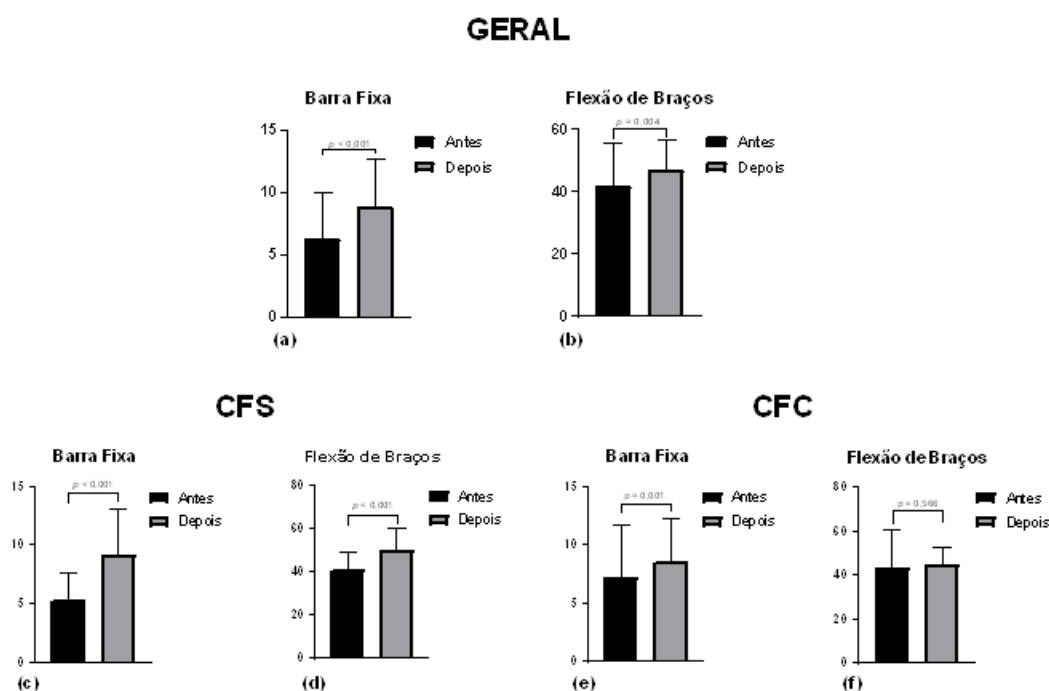 GERAL
Barra Fixa
15
10
5
0
p < 0,001
Antes
Depois
(a)
Flexão de Braços
60
40
20
0
p = 0,004
Antes
Depois
(b)
CFS
Barra Fixa
15
10
5
0
p < 0,001
Antes
Depois
(c)
Flexão de Braços
80
60
40
20
0
p < 0,001
Antes
Depois
(d)
CFC
Barra Fixa
15
10
5
0
p = 0,001
Antes
Depois
(e)
Flexão de Braços
80
60
40
20
0
p = 0,566
Antes
Depois
(f)